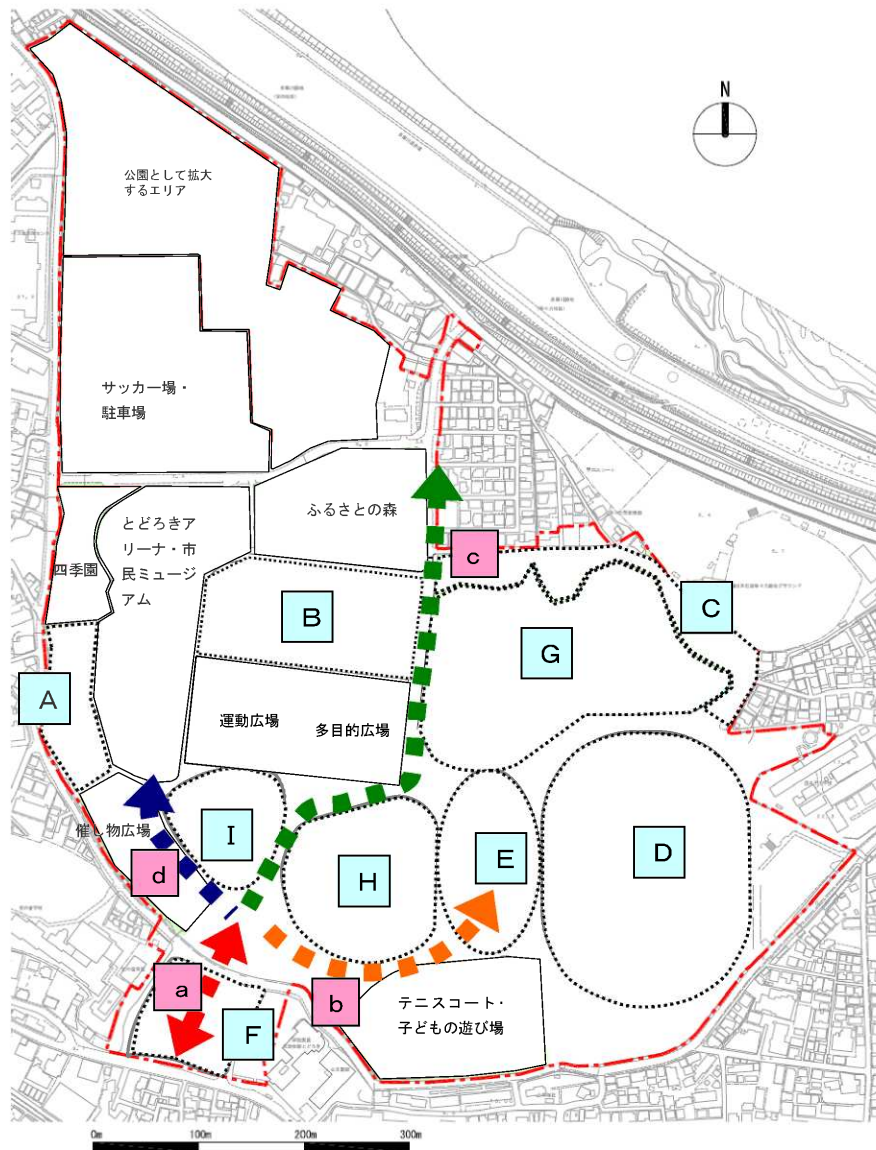 N
公園として拡大
するエリア
サッカー場・
駐車場
ふるさとの森
とどろきア
リーナ・市
民ミュージ
アム
四季園
c
B
C
G
A
運動広場
多目的広場
催し物広場
I
E
D
d
H
a
b
F
テニスコート・
子どもの遊び場
0m
100m
200m
300m